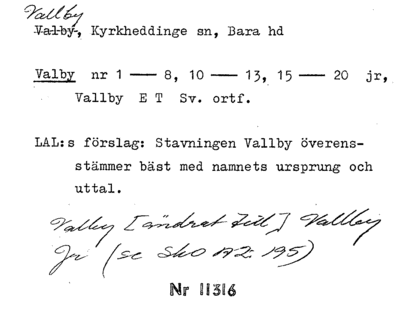 Vallby
Valby, Kyrkheddinge sn, Bara hd
Valby nr 1 — 8, 10 — 13, 15 — 20 jr,
Vallby E T Sv. ortf.
LAL:s förslag: Stavningen Vallby överens-
stämmer bäst med namnets ursprung och
uttal.
Valby [ändrat till] Vallby
Jr (se SkO A2. 195)
Nr 11316